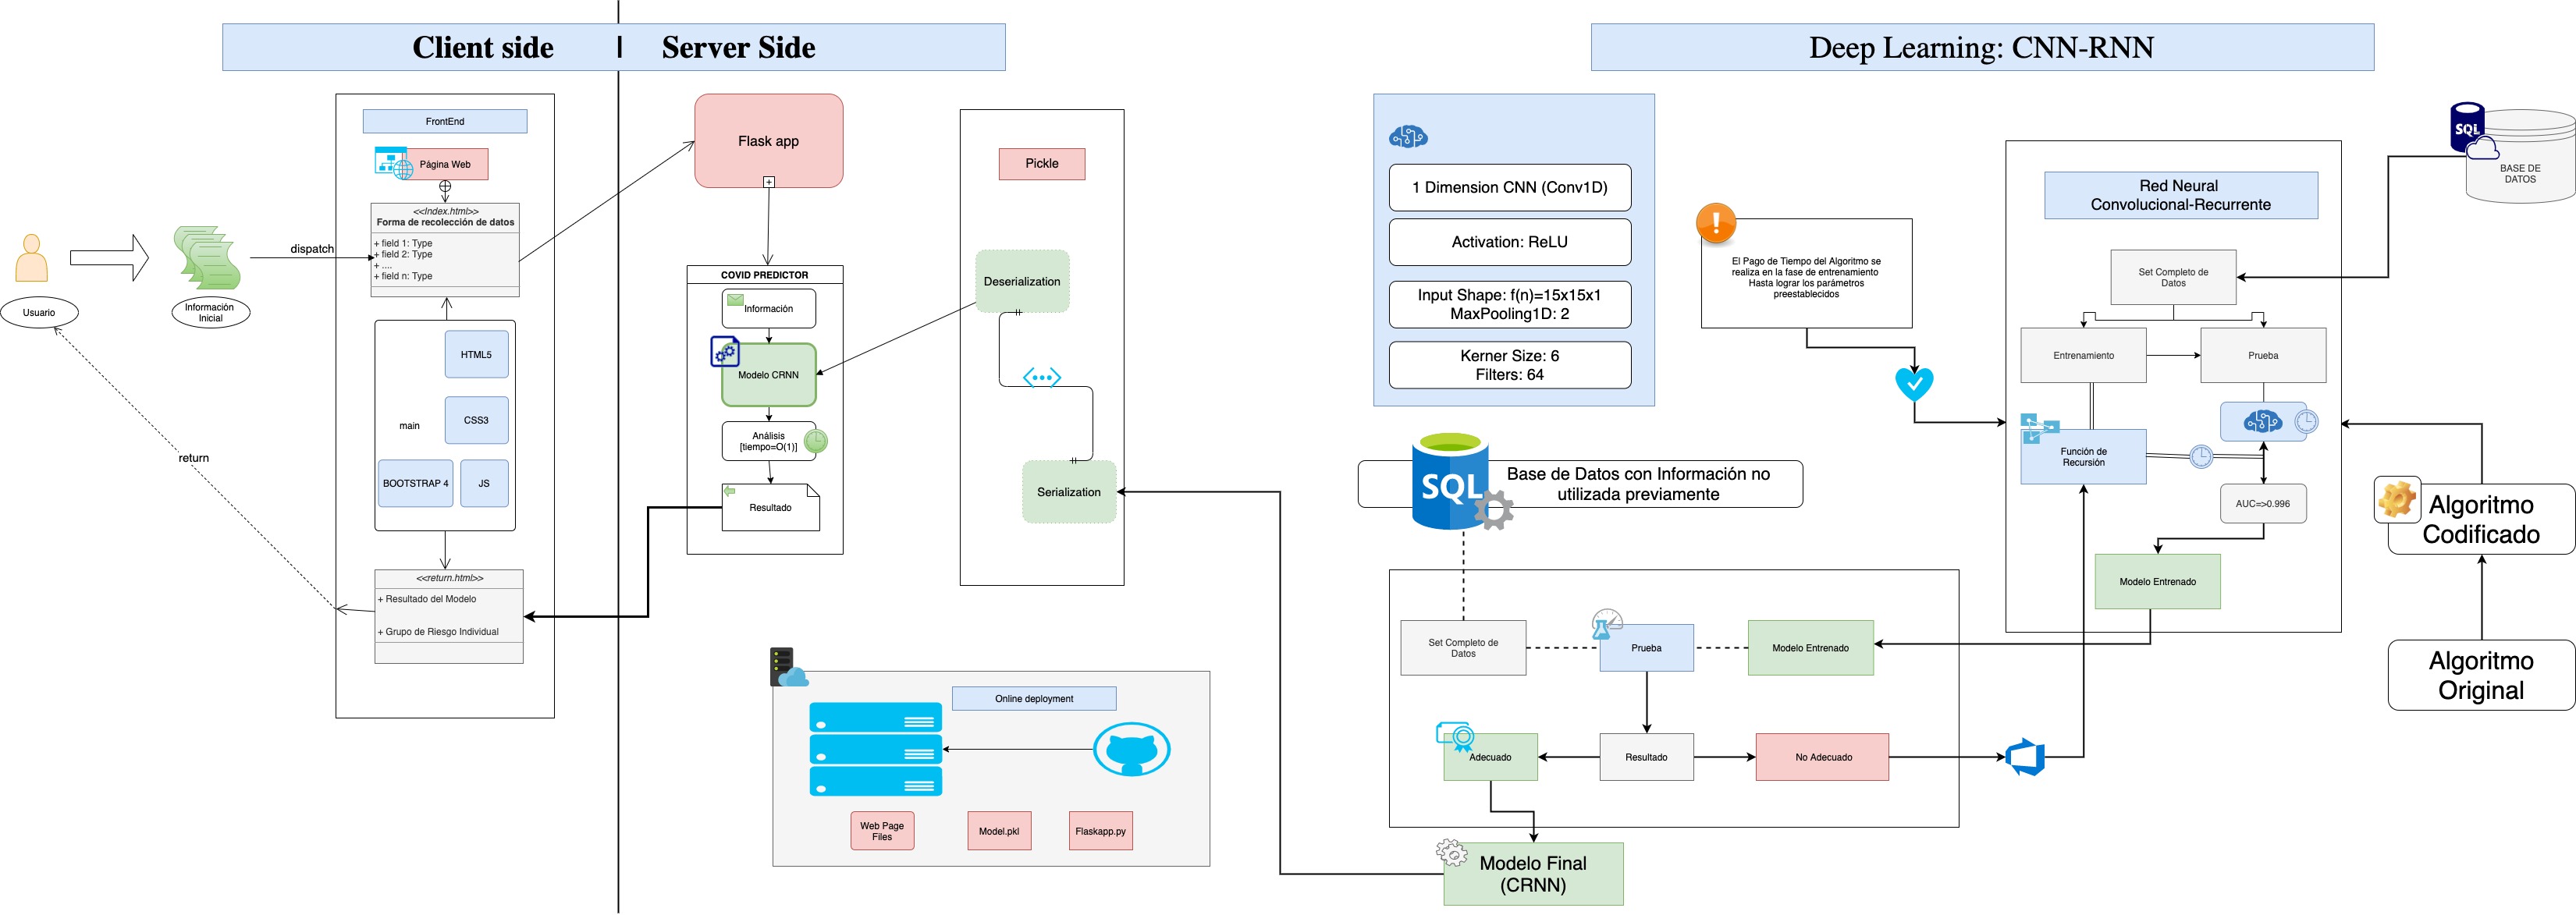 Client side | Server Side
Deep Learning: CNN-RNN
Usuario
Información
Inicial
dispatch
return
FrontEnd
Página Web
<<Index.html>>
Forma de recolección de datos
+ field 1: Type
+ field 2: Type
+ ....
+ field n: Type
main
HTML5
CSS3
BOOTSTRAP 4
JS
<<return.html>>
+ Resultado del Modelo
+ Grupo de Riesgo Individual
Flask app
COVID PREDICTOR
Información
Modelo CRNN
Análisis
[tiempo=O(1)]
Resultado
Pickle
Deserialization
Serialization
Online deployment
Web Page
Files
Model.pkl
Flaskapp.py
1 Dimension CNN (Conv1D)
Activation: ReLU
Input Shape: f(n)=15x15x1
MaxPooling1D: 2
Kerner Size: 6
Filters: 64
SQL
Base de Datos con Información no
utilizada previamente
Set Completo de
Datos
Prueba
Modelo Entrenado
Adecuado
Resultado
No Adecuado
Modelo Final
(CRNN)
El Pago de Tiempo del Algoritmo se
realiza en la fase de entrenamiento
Hasta lograr los parámetros
preestablecidos
Red Neural
Convolucional-Recurrente
Set Completo de
Datos
Entrenamiento
Prueba
Función de
Recursión
AUC=>0.996
Modelo Entrenado
SQL
BASE DE
DATOS
Algoritmo
Codificado
Algoritmo
Original